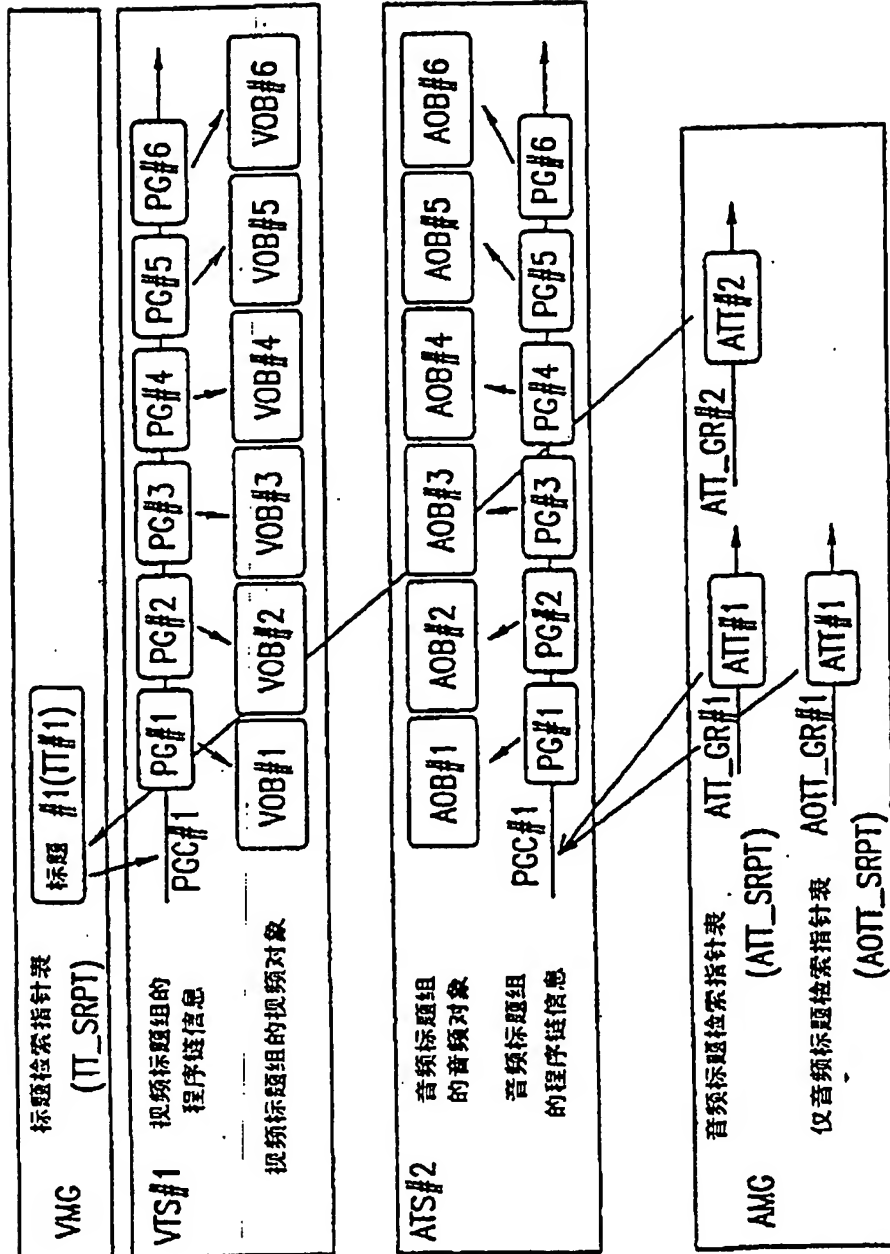 VMG
标题检索指针表
(TT_SRPT)
标题 #1(TT#1)
VTS#1
视频标题组的
程序链信息
PGC#1
PG#1
PG#2
PG#3
PG#4
PG#5
PG#6
视频标题组的视频对象
VOB#1
VOB#2
VOB#3
VOB#4
VOB#5
VOB#6
ATS#2
音频标题组
的音频对象
AOB#1
AOB#2
AOB#3
AOB#4
AOB#5
AOB#6
音频标题组
的程序链信息
PGC#1
PG#1
PG#2
PG#3
PG#4
PG#5
PG#6
AMG
音频标题检索指针表
(ATT_SRPT)
ATT_GR#1
ATT#1
ATT_GR#2
ATT#2
仅音频标题检索指针表
(AOTT_SRPT)
AOTT_GR#1
ATT#1